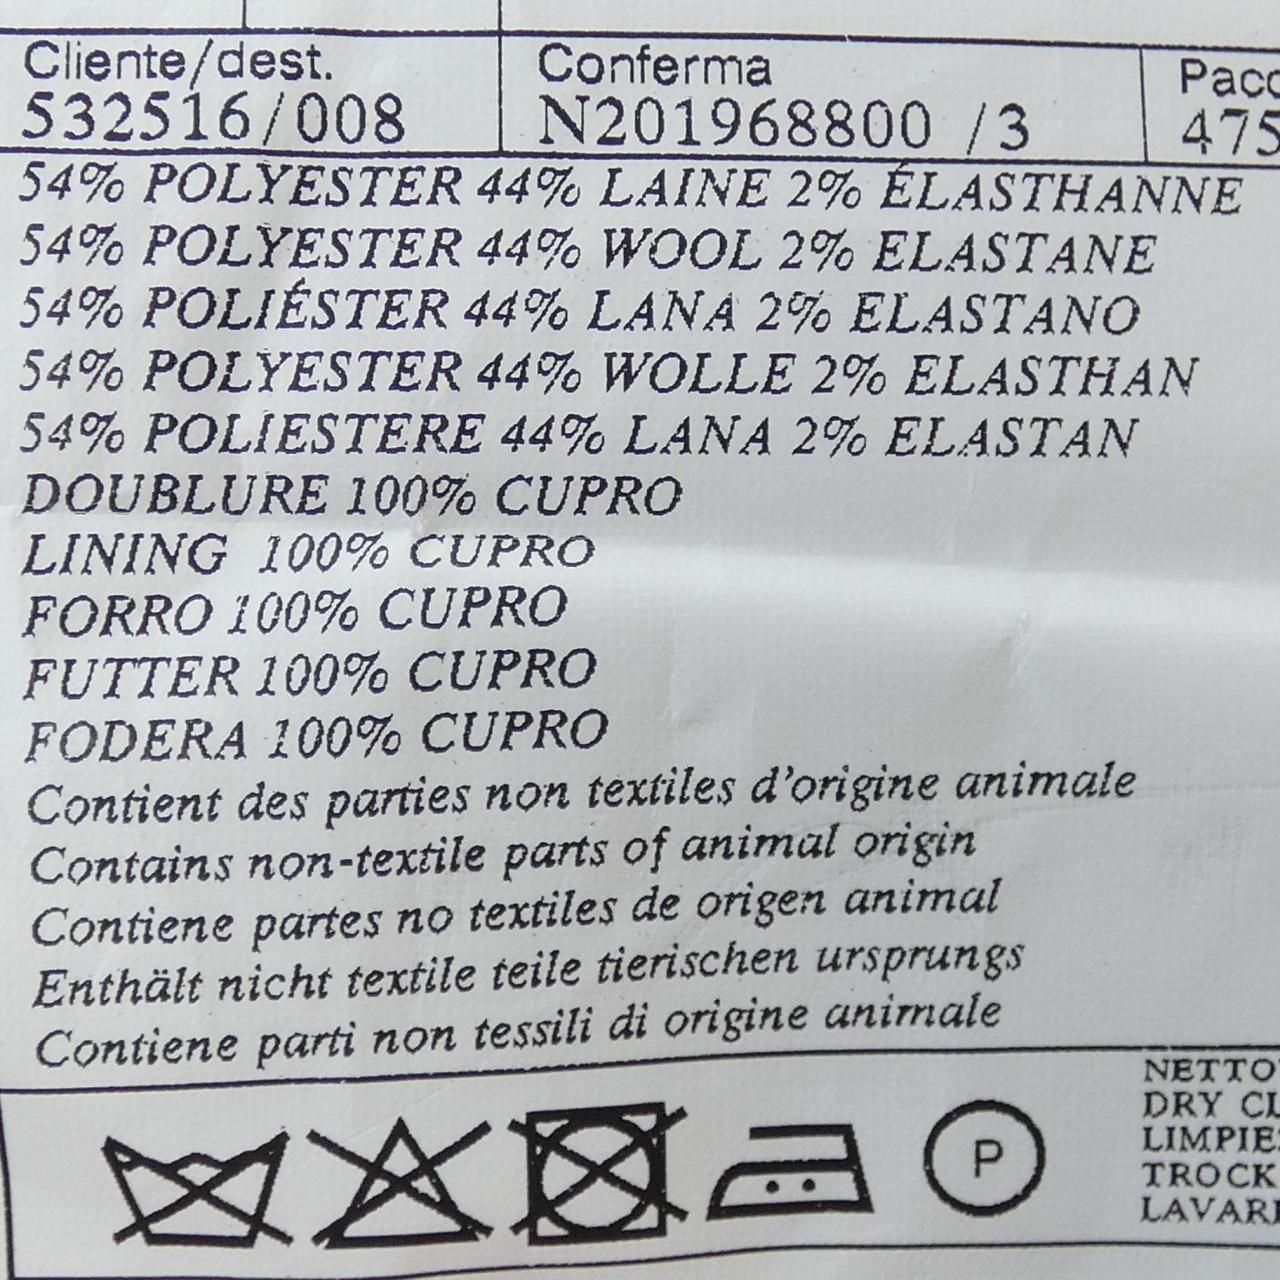 Cliente/dest. Conferma
532516/008 N201968800 /3 475
54% POLYESTER 44% LAINE 2% ÉLASTHANNE
54% POLYESTER 44% WOOL 2% ELASTANE
54% POLIÉSTER 44% LANA 2% ELASTANO
54% POLYESTER 44% WOLLE 2% ELASTHAN
54% POLIESTERE 44% LANA 2% ELASTAN
DOUBLURE 100% CUPRO
LINING 100% CUPRO
FORRO 100% CUPRO
FUTTER 100% CUPRO
FODERA 100% CUPRO
Contient des parties non textiles d'origine animale
Contains non-textile parts of animal origin
Contiene partes no textiles de origen animal
Enthält nicht textile teile tierischen ursprungs
Contiene parti non tessili di origine animale
P
DRY